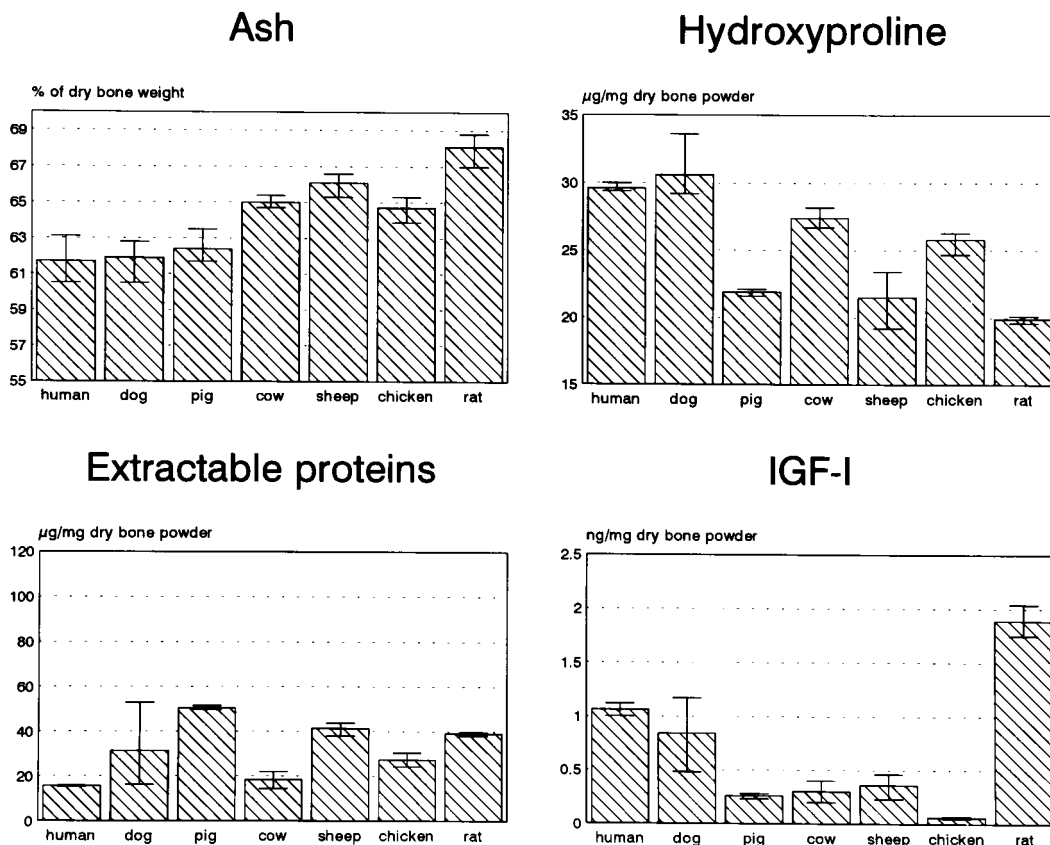 Ash
% of dry bone weight
69
67
65
63
61
59
57
55
human dog pig cow sheep chicken rat
Hydroxyproline
µg/mg dry bone powder
35
30
25
20
15
human dog pig cow sheep chicken rat
Extractable proteins
µg/mg dry bone powder
120
100
80
60
40
20
0
human dog pig cow sheep chicken rat
IGF-I
ng/mg dry bone powder
2.5
2
1.5
1
0.5
0
human dog pig cow sheep chicken rat